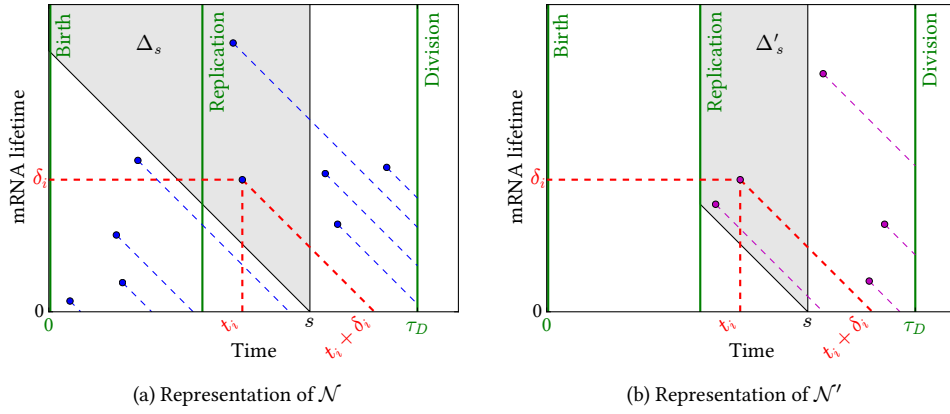 Birth
Δ_s
Replication
Division
mRNA lifetime
δ_i
0
0
t_i
s
t_i + δ_i
τ_D
Time
(a) Representation of 𝒩
Birth
Δ′_s
Replication
Division
mRNA lifetime
δ_i
0
0
t_i
s
t_i + δ_i
τ_D
Time
(b) Representation of 𝒩′